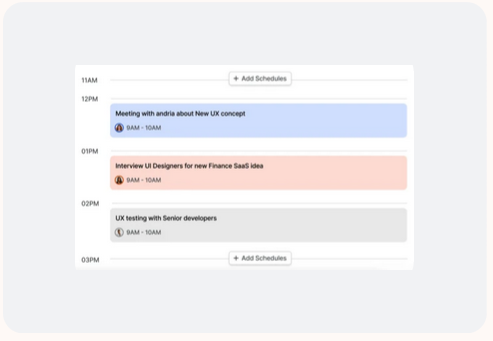 11AM
+ Add Schedules
12PM
Meeting with andria about New UX concept
9AM - 10AM
01PM
Interview UI Designers for new Finance SaaS idea
9AM - 10AM
02PM
UX testing with Senior developers
9AM - 10AM
03PM
+ Add Schedules